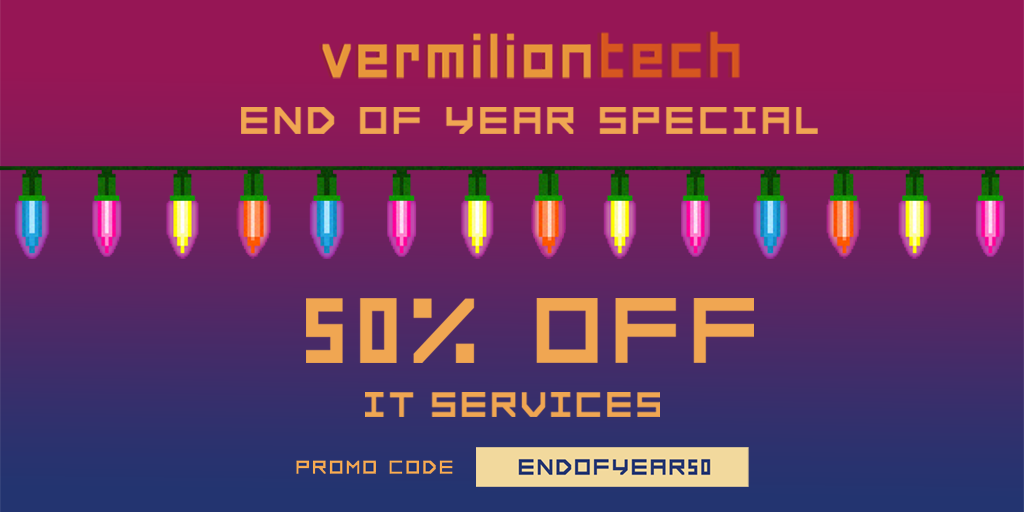 vermiliontech
END OF YEAR SPECIAL
50% OFF
IT SERVICES
PROMO CODE ENDOFYEAR50